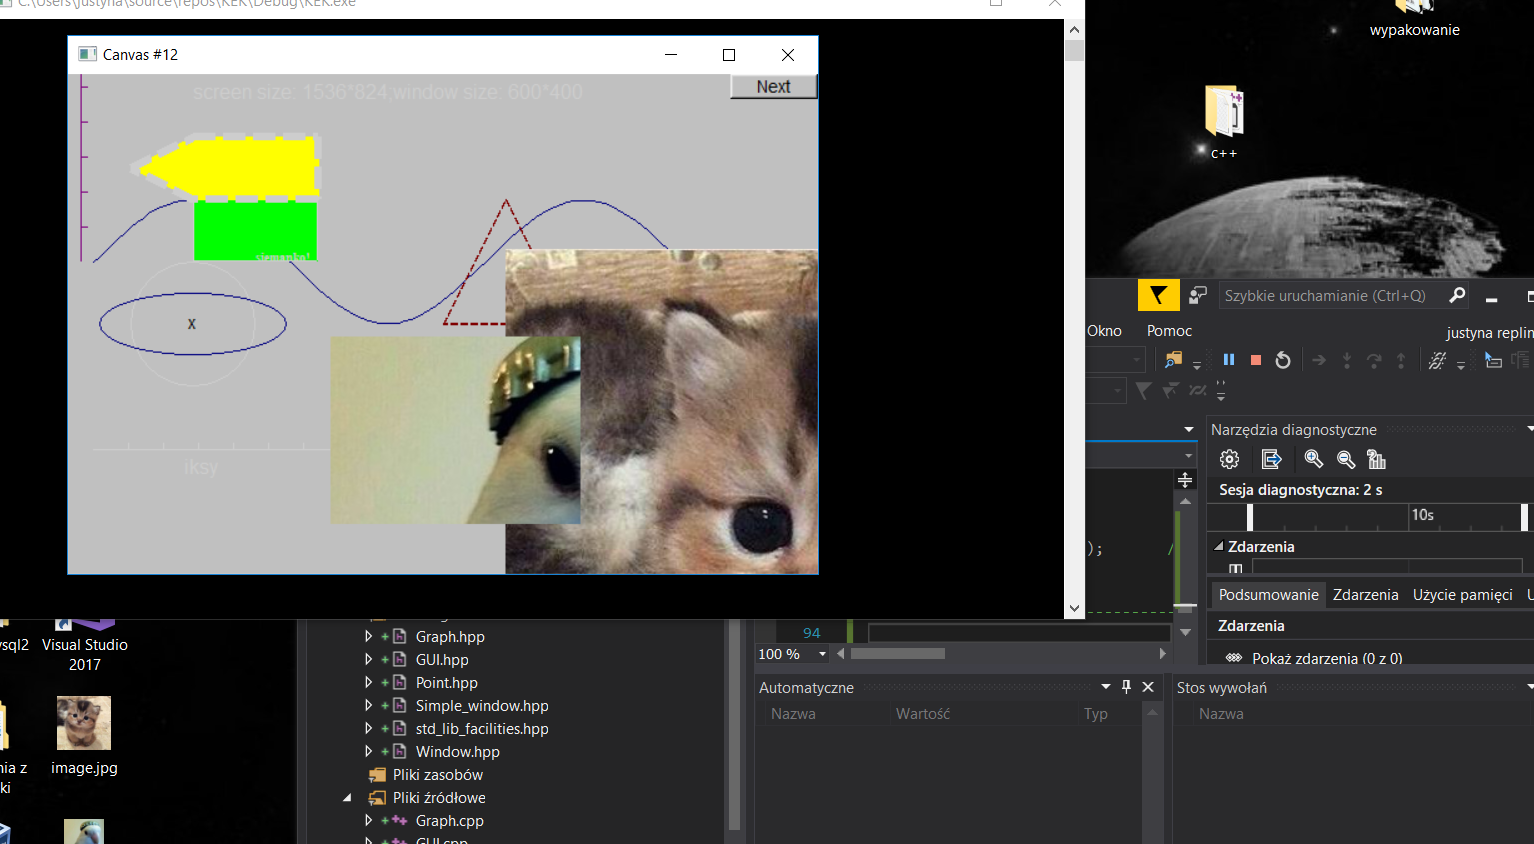 C:\Users\justyna\source\repos\KEK\Debug\KEK.exe
Canvas #12
screen size: 1536*824;window size: 600*400
Next
siemanko!
x
iksy
wypakowanie
c++
Szybkie uruchamianie (Ctrl+Q)
Okno Pomoc
justyna replin
Narzędzia diagnostyczne
Sesja diagnostyczna: 2 s
10s
Zdarzenia
); /
Podsumowanie Zdarzenia Użycie pamięci U
Zdarzenia
Pokaż zdarzenia (0 z 0)
94
100 %
Automatyczne
Nazwa Wartość Typ
Stos wywołań
Nazwa
Graph.hpp
GUI.hpp
Point.hpp
Simple_window.hpp
std_lib_facilities.hpp
Window.hpp
Pliki zasobów
Pliki źródłowe
Graph.cpp
GUI.cpp
ysql2
Visual Studio
2017
image.jpg
nia z
ki